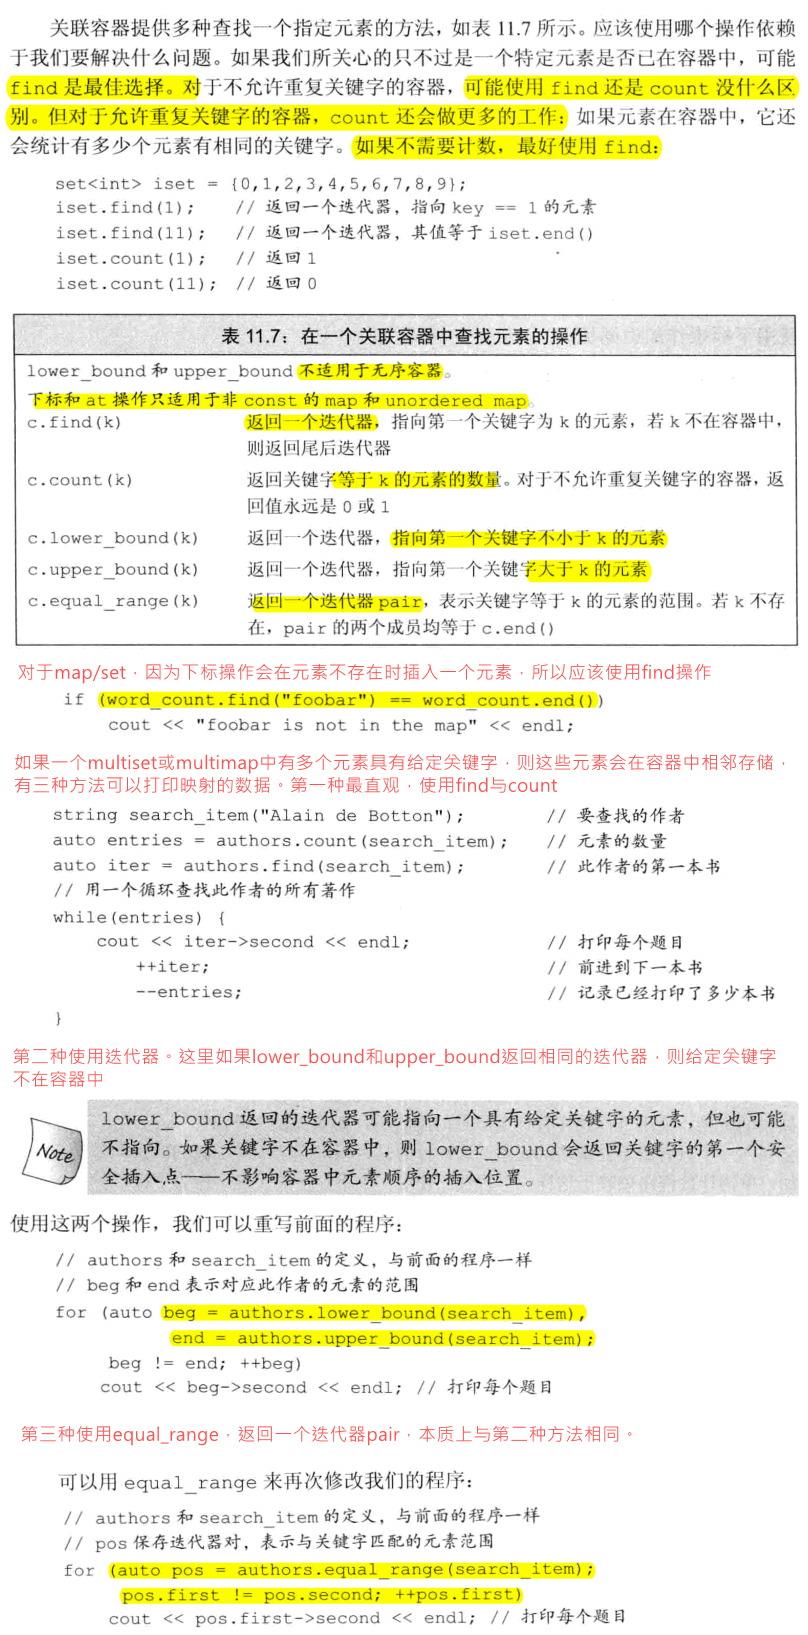 关联容器提供多种查找一个指定元素的方法，如表 11.7 所示。应该使用哪个操作依赖
于我们要解决什么问题。如果我们所关心的只不过是一个特定元素是否已在容器中，可能
find 是最佳选择。对于不允许重复关键字的容器，可能使用 find 还是 count 没什么区
别。但对于允许重复关键字的容器，count 还会做更多的工作：如果元素在容器中，它还
会统计有多少个元素有相同的关键字。如果不需要计数，最好使用 find：
set<int> iset = {0,1,2,3,4,5,6,7,8,9};
iset.find(1);    // 返回一个迭代器，指向 key == 1 的元素
iset.find(11);   // 返回一个迭代器，其值等于 iset.end()
iset.count(1);   // 返回 1
iset.count(11);  // 返回 0
表 11.7：在一个关联容器中查找元素的操作
lower_bound 和 upper_bound 不适用于无序容器。
下标和 at 操作只适用于非 const 的 map 和 unordered_map。
c.find(k) 返回一个迭代器，指向第一个关键字为 k 的元素，若 k 不在容器中，
则返回尾后迭代器
c.count(k) 返回关键字等于 k 的元素的数量。对于不允许重复关键字的容器，返
回值永远是 0 或 1
c.lower_bound(k) 返回一个迭代器，指向第一个关键字不小于 k 的元素
c.upper_bound(k) 返回一个迭代器，指向第一个关键字大于 k 的元素
c.equal_range(k) 返回一个迭代器 pair，表示关键字等于 k 的元素的范围。若 k 不存
在，pair 的两个成员均等于 c.end()
对于map/set，因为下标操作会在元素不存在时插入一个元素，所以应该使用find操作
if (word_count.find("foobar") == word_count.end())
cout << "foobar is not in the map" << endl;
如果一个multiset或multimap中有多个元素具有给定关键字，则这些元素会在容器中相邻存储，
有三种方法可以打印映射的数据。第一种最直观，使用find与count
string search_item("Alain de Botton");    // 要查找的作者
auto entries = authors.count(search_item);    // 元素的数量
auto iter = authors.find(search_item);    // 此作者的第一本书
// 用一个循环查找此作者的所有著作
while(entries) {
cout << iter->second << endl;    // 打印每个题目
++iter;    // 前进到下一本书
--entries;    // 记录已经打印了多少本书
}
第二种使用迭代器。这里如果lower_bound和upper_bound返回相同的迭代器，则给定关键字
不在容器中
lower_bound 返回的迭代器可能指向一个具有给定关键字的元素，但也可能
不指向。如果关键字不在容器中，则 lower_bound 会返回关键字的第一个安
Note
全插入点——不影响容器中元素顺序的插入位置。
使用这两个操作，我们可以重写前面的程序：
// authors 和 search_item 的定义，与前面的程序一样
// beg 和 end 表示对应此作者的元素的范围
for (auto beg = authors.lower_bound(search_item),
end = authors.upper_bound(search_item);
beg != end; ++beg)
cout << beg->second << endl; // 打印每个题目
第三种使用equal_range，返回一个迭代器pair，本质上与第二种方法相同。
可以用 equal_range 来再次修改我们的程序：
// authors 和 search_item 的定义，与前面的程序一样
// pos 保存迭代器对，表示与关键字匹配的元素范围
for (auto pos = authors.equal_range(search_item);
pos.first != pos.second; ++pos.first)
cout << pos.first->second << endl; // 打印每个题目